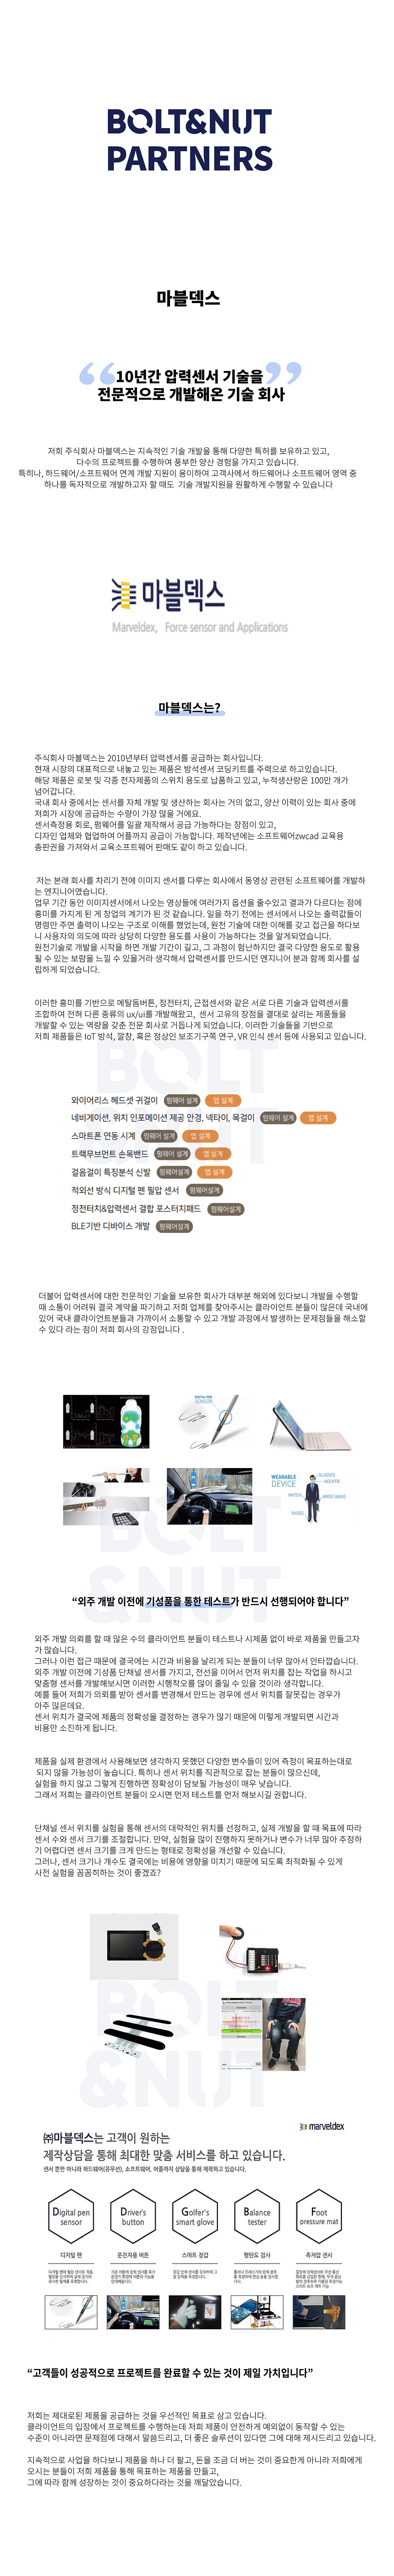 BOLT&NUT
PARTNERS
마블덱스
“10년간 압력센서 기술을
전문적으로 개발해온 기술 회사”
저희 주식회사 마블덱스는 지속적인 기술 개발을 통해 다양한 특허를 보유하고 있고,
다수의 프로젝트를 수행하여 풍부한 양산 경험을 가지고 있습니다.
특히나, 하드웨어/소프트웨어 연계 개발 지원이 용이하여 고객사에서 하드웨어나 소프트웨어 영역 중
하나를 독자적으로 개발하고자 할 때도 기술 개발지원을 원활하게 수행할 수 있습니다
마블덱스
Marveldex, Force sensor and Applications
마블덱스는?
주식회사 마블덱스는 2010년부터 압력센서를 공급하는 회사입니다.
현재 시장의 대표적으로 내놓고 있는 제품은 방석센서 코딩키트를 주력으로 하고있습니다.
해당 제품은 로봇 및 각종 전자제품의 스위치 용도로 납품하고 있고, 누적생산량은 100만 개가
넘어갑니다.
국내 회사 중에서는 센서를 자체 개발 및 생산하는 회사는 거의 없고, 양산 이력이 있는 회사 중에
저희가 시장에 공급하는 수량이 가장 많을 거에요.
센서측정용 회로, 펌웨어를 일괄 제작해서 공급 가능하다는 장점이 있고,
디자인 업체와 협업하여 어플까지 공급이 가능합니다. 제작년에는 소프트웨어zwcad 교육용
총판권을 가져와서 교육소프트웨어 판매도 같이 하고 있습니다.
저는 본래 회사를 차리기 전에 이미지 센서를 다루는 회사에서 동영상 관련된 소프트웨어를 개발하
는 엔지니어였습니다.
업무 기간 동안 이미지센서에서 나오는 영상들에 여러가지 옵션을 줄수있고 결과가 다르다는 점에
흥미를 가지게 된 게 창업의 계기가 된 것 같습니다. 일을 하기 전에는 센서에서 나오는 출력값들이
명령만 주면 출력이 나오는 구조로 이해를 했었는데, 원천 기술에 대한 이해를 갖고 접근을 하다보
니 사용자의 의도에 따라 상당히 다양한 용도를 사용이 가능하다는 것을 알게되었습니다.
원천기술로 개발을 시작을 하면 개발 기간이 길고, 그 과정이 험난하지만 결국 다양한 용도로 활용
될 수 있는 보람을 느낄 수 있을거라 생각해서 압력센서를 만드시던 엔지니어 분과 함께 회사를 설
립하게 되었습니다.
이러한 흥미를 기반으로 메탈돔버튼, 정전터치, 근접센서와 같은 서로 다른 기술과 압력센서를
조합하여 전혀 다른 종류의 ux/ui를 개발해왔고, 센서 고유의 장점을 결대로 살리는 제품들을
개발할 수 있는 역량을 갖춘 전문 회사로 거듭나게 되었습니다. 이러한 기술들을 기반으로
저희 제품들은 IoT 방석, 깔창, 혹은 정상인 보조기구쪽 연구, VR 인식 센서 등에 사용되고 있습니다.
와이어리스 헤드셋 귀걸이 펌웨어 설계 앱 설계
네비게이션, 위치 인포메이션 제공 안경, 넥타이, 목걸이 펌웨어 설계 앱 설계
스마트폰 연동 시계 펌웨어 설계 앱 설계
트랙무브먼트 손목밴드 펌웨어 설계 앱 설계
걸음걸이 특징분석 신발 펌웨어설계 앱 설계
적외선 방식 디지털 펜 필압 센서 펌웨어설계
정전터치&압력센서 결합 포스터치패드 펌웨어설계
BLE기반 디바이스 개발 펌웨어설계
더불어 압력센서에 대한 전문적인 기술을 보유한 회사가 대부분 해외에 있다보니 개발을 수행할
때 소통이 어려워 결국 계약을 파기하고 저희 업체를 찾아주시는 클라이언트 분들이 많은데 국내에
있어 국내 클라이언트분들과 가까이서 소통할 수 있고 개발 과정에서 발생하는 문제점들을 해소할
수 있다 라는 점이 저희 회사의 강점입니다 .
DIGITAL PEN
SENSOR
WEARABLE
DEVICE
GLASSES
NECKTIE
WATCH
WRIST BAND
SHOES
BOLT
&NUT
“외주 개발 이전에 기성품을 통한 테스트가 반드시 선행되어야 합니다”
외주 개발 의뢰를 할 때 많은 수의 클라이언트 분들이 테스트나 시제품 없이 바로 제품을 만들고자
가 많습니다.
그러나 이런 접근 때문에 결국에는 시간과 비용을 날리게 되는 분들이 너무 많아서 안타깝습니다.
외주 개발 이전에 기성품 단채널 센서를 가지고, 전선을 이어서 먼저 위치를 잡는 작업을 하시고
맞춤형 센서를 개발해보시면 이러한 시행착오를 많이 줄일 수 있을 것이라 생각합니다.
예를 들어 저희가 의뢰를 받아 센서를 변경해서 만드는 경우에 센서 위치를 잘못잡는 경우가
아주 많은데요.
센서 위치가 결국에 제품의 정확성을 결정하는 경우가 많기 때문에 이렇게 개발되면 시간과
비용만 소진하게 됩니다.
제품을 실제 환경에서 사용해보면 생각하지 못했던 다양한 변수들이 있어 측정이 목표하는대로
되지 않을 가능성이 높습니다. 특히나 센서 위치를 직관적으로 잡는 분들이 많으신데,
실험을 하지 않고 그렇게 진행하면 정확성이 담보될 가능성이 매우 낮습니다.
그래서 저희는 클라이언트 분들이 오시면 먼저 테스트를 먼저 해보시길 권합니다.
단채널 센서 위치를 실험을 통해 센서의 대략적인 위치를 선정하고, 실제 개발을 할 때 목표에 따라
센서 수와 센서 크기를 조절합니다. 만약, 실험을 많이 진행하지 못하거나 변수가 너무 많아 추정하
기 어렵다면 센서 크기를 크게 만드는 형태로 정확성을 개선할 수 있습니다.
그러나, 센서 크기나 개수도 결국에는 비용에 영향을 미치기 때문에 되도록 최적화될 수 있게
사전 실험을 꼼꼼히하는 것이 좋겠죠?
BOLT
&NUT
marveldex
㈜마블덱스는 고객이 원하는
제작상담을 통해 최대한 맞춤 서비스를 하고 있습니다.
센서 뿐만 아니라 하드웨어(유무선), 소프트웨어, 어플까지 상담을 통해 제작하고 있습니다.
Digital pen
sensor
Driver's
button
Golfer's
smart glove
Balance
tester
Foot
pressure mat
디지털 펜
운전자용 버튼
스마트 장갑
평탄도 검사
족저압 센서
“고객들이 성공적으로 프로젝트를 완료할 수 있는 것이 제일 가치입니다”
저희는 제대로된 제품을 공급하는 것을 우선적인 목표로 삼고 있습니다.
클라이언트의 입장에서 프로젝트를 수행하는데 저희 제품이 안전하게 예외없이 동작할 수 있는
수준이 아니라면 문제점에 대해서 말씀드리고, 더 좋은 솔루션이 있다면 그에 대해 제시드리고 있습니다.
지속적으로 사업을 하다보니 제품을 하나 더 팔고, 돈을 조금 더 버는 것이 중요한게 아니라 저희에게
오시는 분들이 저희 제품을 통해 목표하는 제품을 만들고,
그에 따라 함께 성장하는 것이 중요하다라는 것을 깨달았습니다.